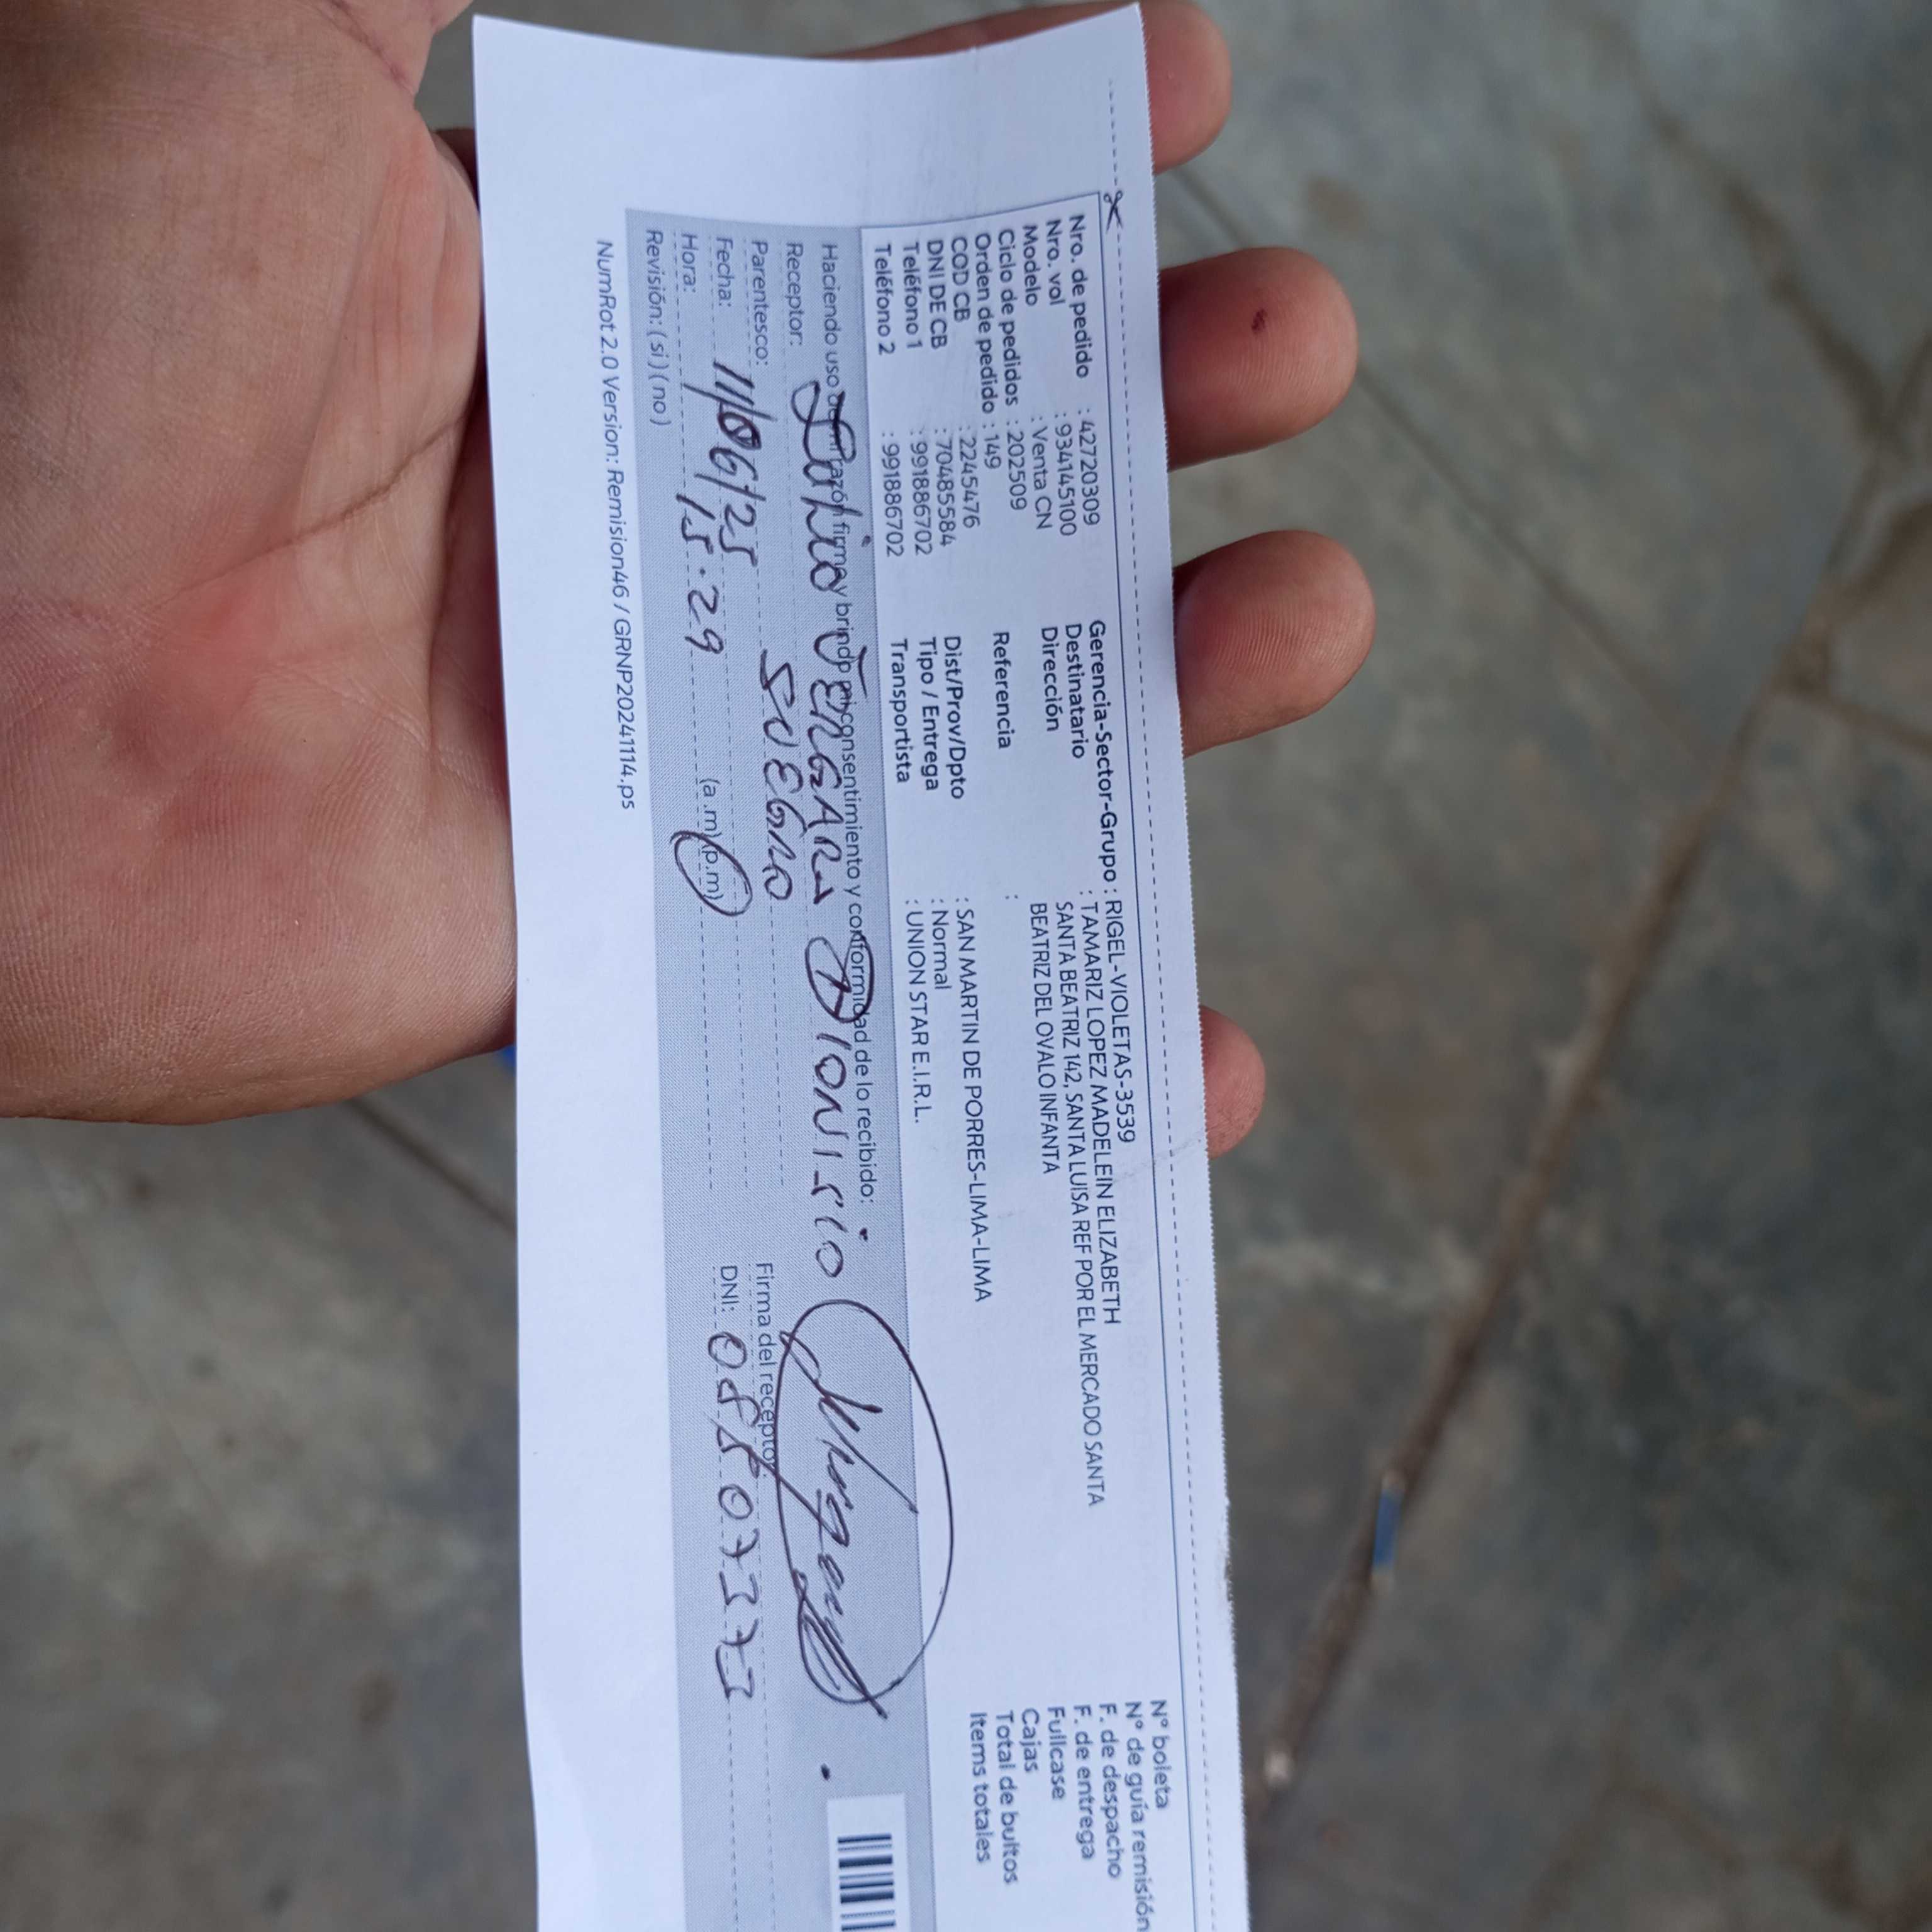 Nro. de pedido : 42720309
Nro. vol : 934145100
Modelo : Venta CN
Ciclo de pedidos : 202509
Orden de pedido : 149
COD CB : 2245476
DNI DE CB : 70485584
Teléfono 1 : 991886702
Teléfono 2 : 991886702
Gerencia-Sector-Grupo : RIGEL-VIOLETAS-3539
Destinatario : TAMARIZ LOPEZ MADELEIN ELIZABETH
Dirección SANTA BEATRIZ 142, SANTA LUISA REF POR EL MERCADO SANTA
BEATRIZ DEL OVALO INFANTA
Referencia :
Dist/Prov/Dpto : SAN MARTIN DE PORRES-LIMA-LIMA
Tipo / Entrega : Normal
Transportista : UNION STAR E.I.R.L.
N° boleta
N° de guía remisión
F. de despacho
F. de entrega
Fullcase
Cajas
Total de bultos
Items totales
Haciendo uso de mi razón firmo y brindo mi consentimiento y conformidad de lo recibido:
Receptor: VERGARA DIONISIO
Parentesco: SUEGRO
Fecha: 11/06/25
Hora: 15.29 (a.m) (p.m)
Revisión: ( si ) ( no )
Firma del receptor:
DNI: 08807373
NumRot 2.0 Version: Remision46 / GRNP20241114.ps